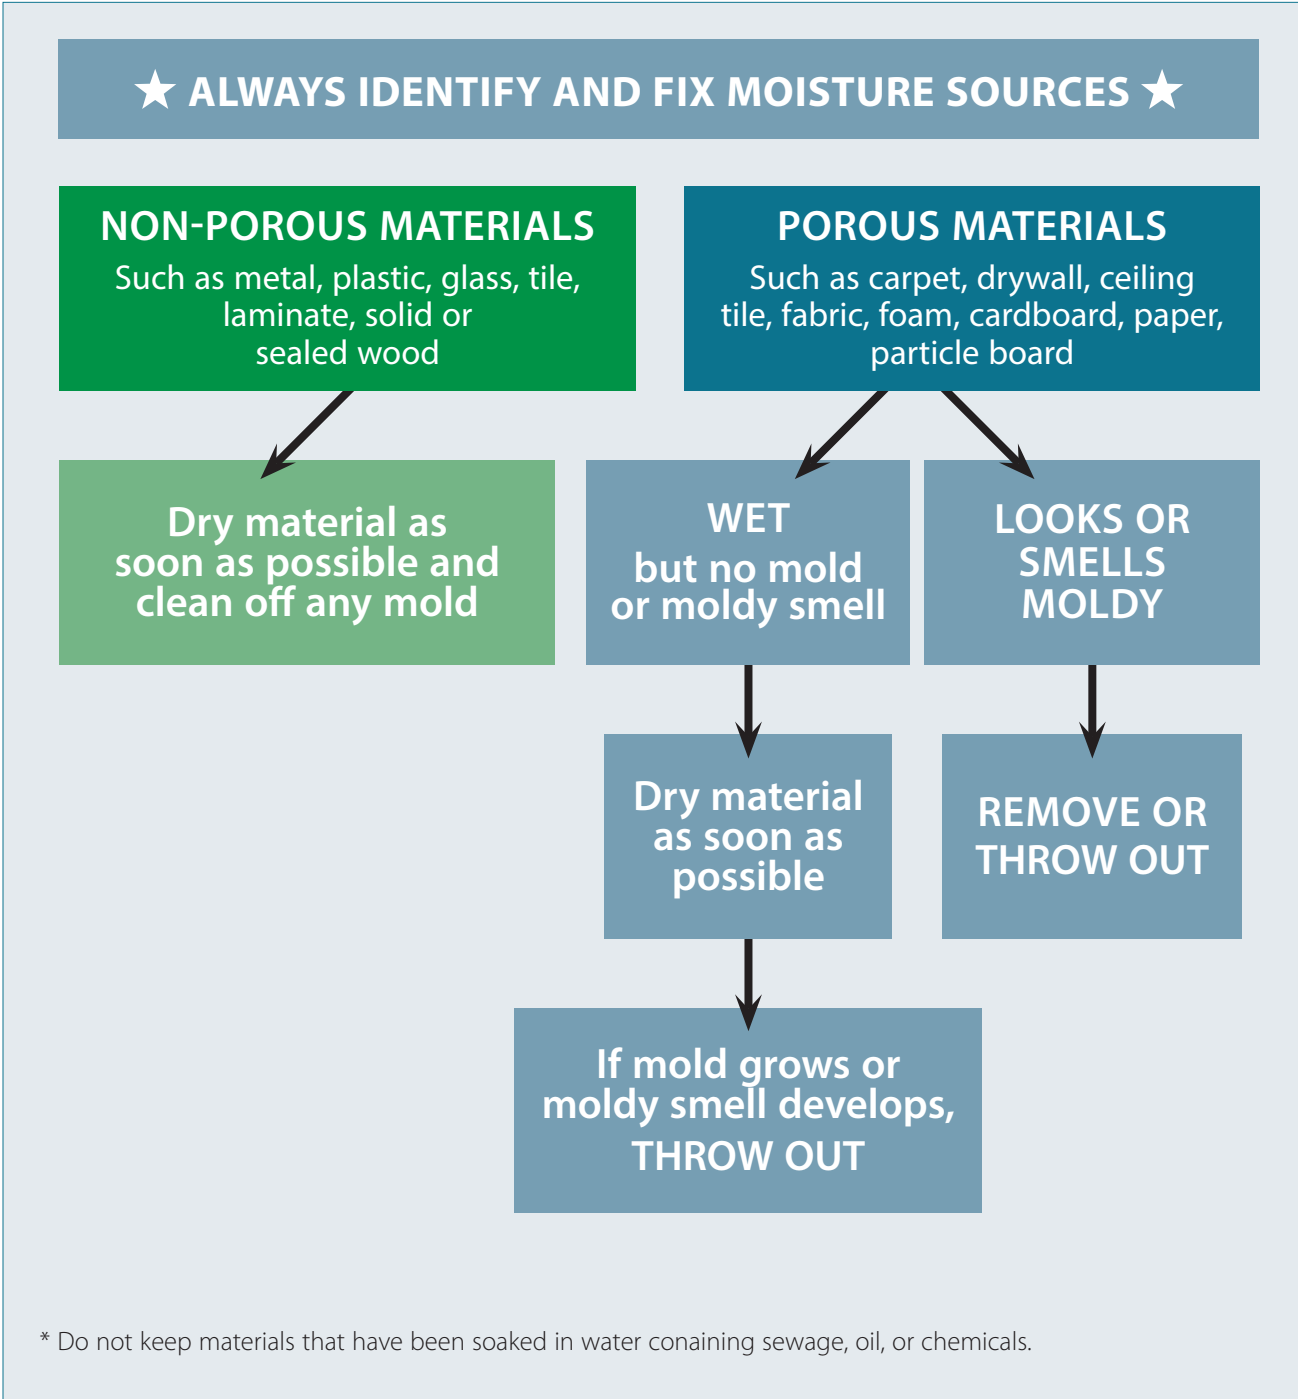 ★ ALWAYS IDENTIFY AND FIX MOISTURE SOURCES ★
NON-POROUS MATERIALS
Such as metal, plastic, glass, tile,
laminate, solid or
sealed wood
POROUS MATERIALS
Such as carpet, drywall, ceiling
tile, fabric, foam, cardboard, paper,
particle board
Dry material as
soon as possible and
clean off any mold
WET
but no mold
or moldy smell
LOOKS OR
SMELLS
MOLDY
Dry material
as soon as
possible
REMOVE OR
THROW OUT
If mold grows or
moldy smell develops,
THROW OUT
* Do not keep materials that have been soaked in water conaining sewage, oil, or chemicals.